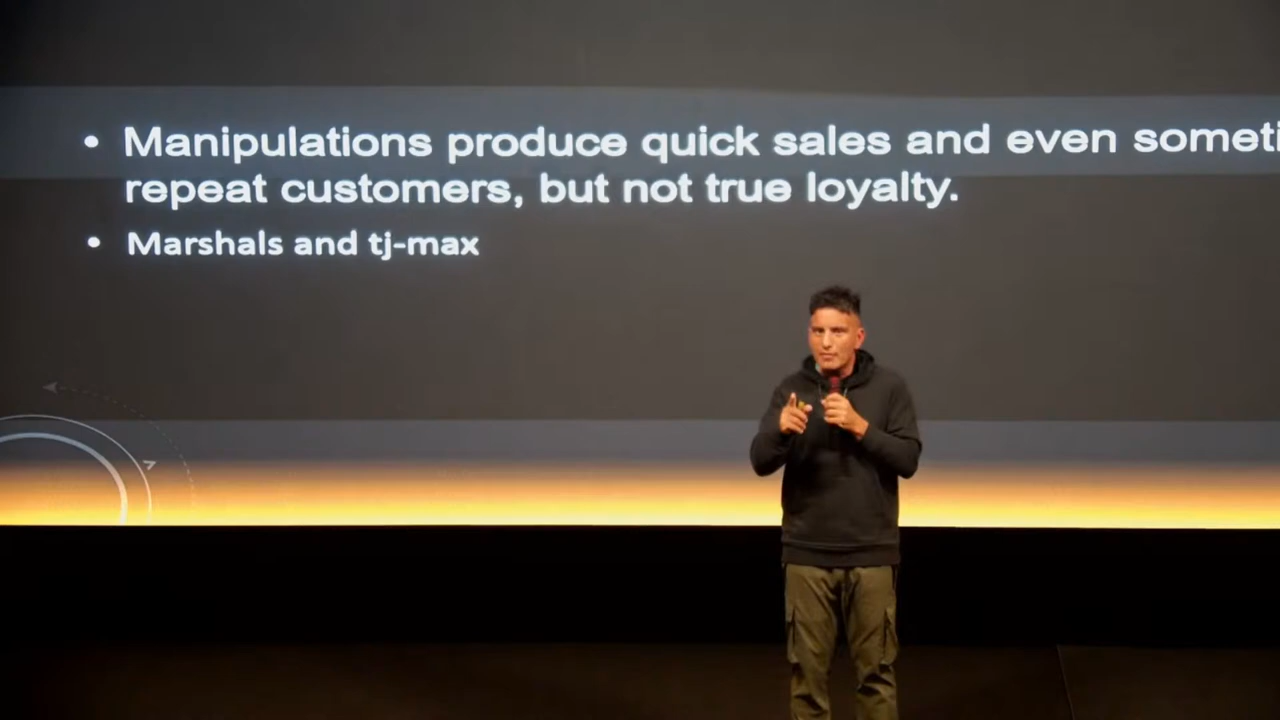 • Manipulations produce quick sales and even someti
repeat customers, but not true loyalty.
• Marshals and tj-max